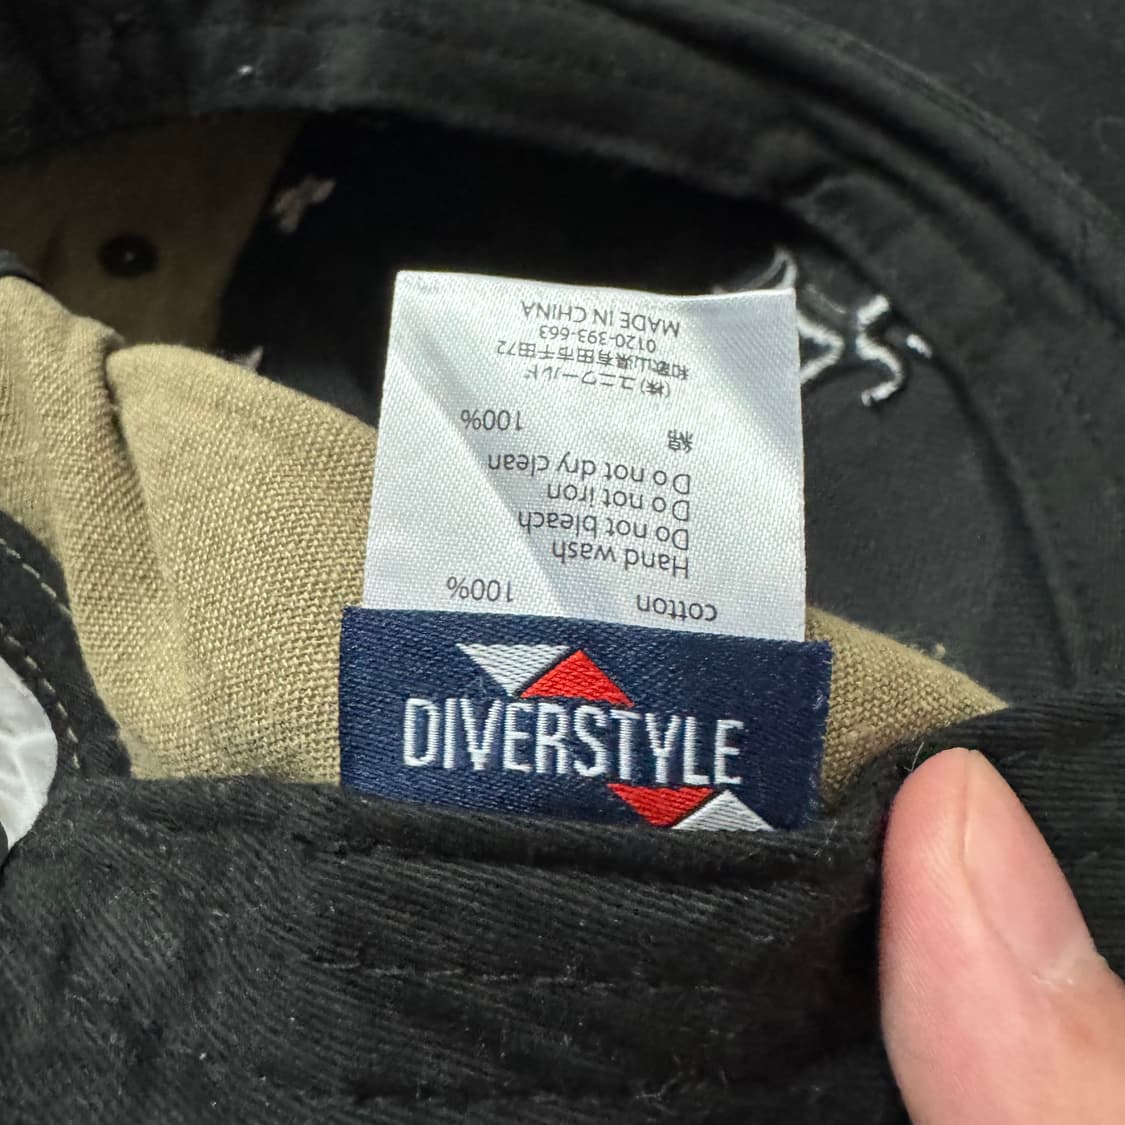 DIVERSTYLE
cotton 100%
Hand wash
Do not bleach
Do not iron
Do not dry clean
綿 100%
(株)ユニワールド
和歌山県有田市千田72
0120-393-663
MADE IN CHINA